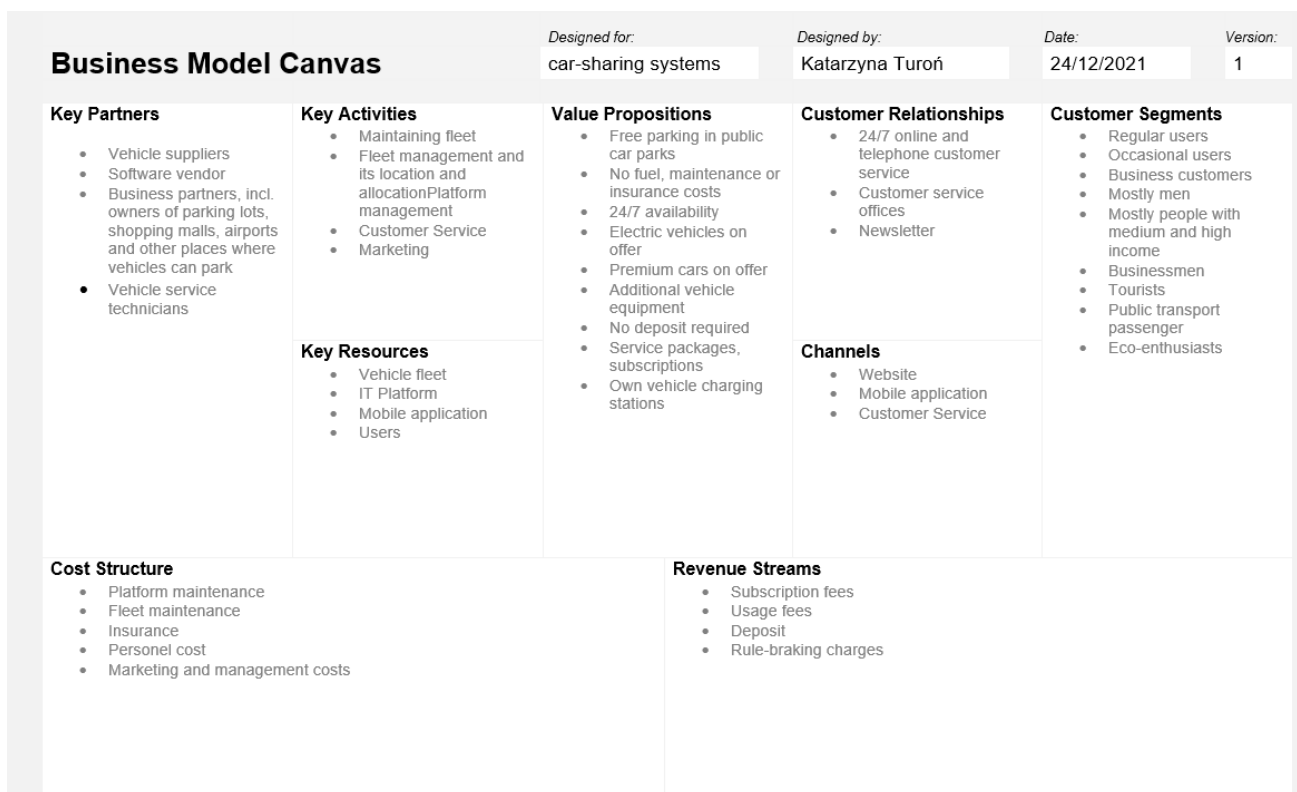 Business Model Canvas
Designed for:
car-sharing systems
Designed by:
Katarzyna Turoń
Date:
24/12/2021
Version:
1
Key Partners
Vehicle suppliers
Software vendor
Business partners, incl.
owners of parking lots,
shopping malls, airports
and other places where
vehicles can park
Vehicle service
technicians
Key Activities
Maintaining fleet
Fleet management and
its location and
allocationPlatform
management
Customer Service
Marketing
Key Resources
Vehicle fleet
IT Platform
Mobile application
Users
Value Propositions
Free parking in public
car parks
No fuel, maintenance or
insurance costs
24/7 availability
Electric vehicles on
offer
Premium cars on offer
Additional vehicle
equipment
No deposit required
Service packages,
subscriptions
Own vehicle charging
stations
Customer Relationships
24/7 online and
telephone customer
service
Customer service
offices
Newsletter
Channels
Website
Mobile application
Customer Service
Customer Segments
Regular users
Occasional users
Business customers
Mostly men
Mostly people with
medium and high
income
Businessmen
Tourists
Public transport
passenger
Eco-enthusiasts
Cost Structure
Platform maintenance
Fleet maintenance
Insurance
Personel cost
Marketing and management costs
Revenue Streams
Subscription fees
Usage fees
Deposit
Rule-braking charges